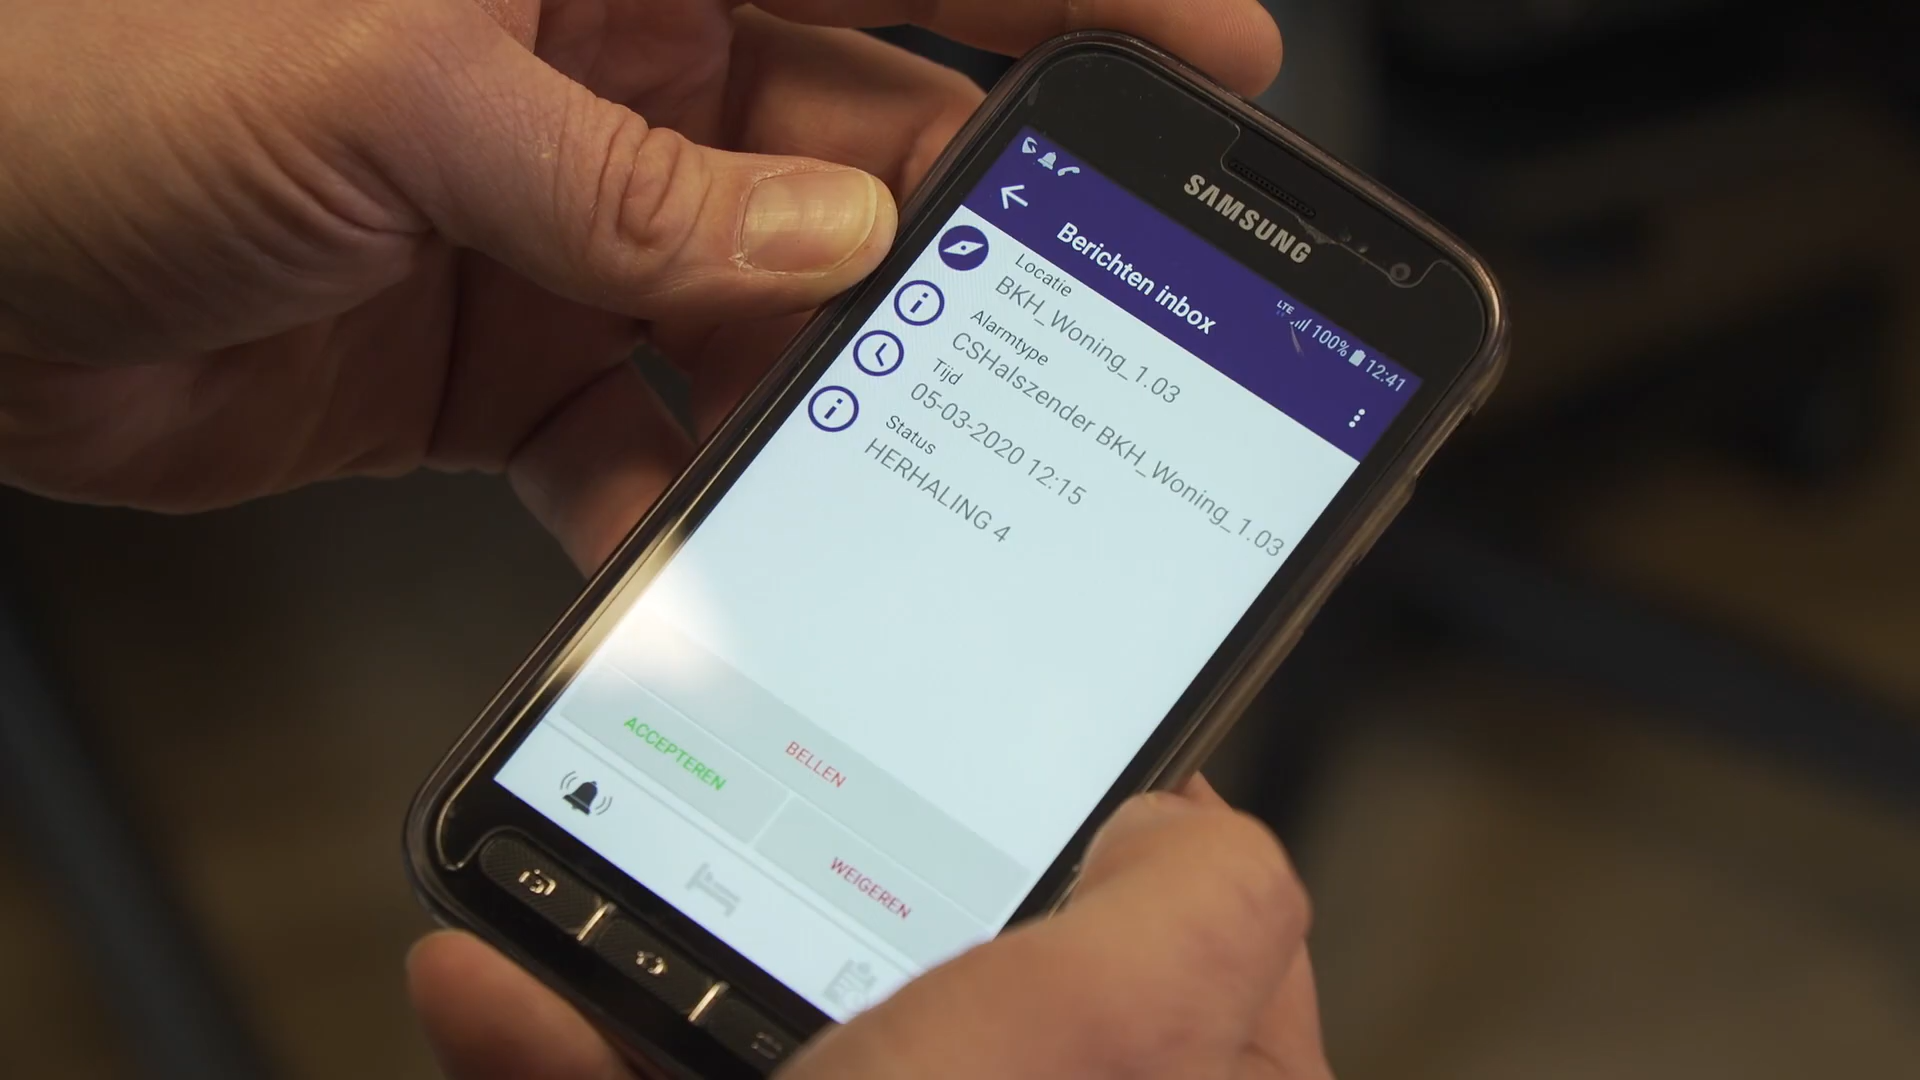 SAMSUNG
LTE 100% 12:41
Berichten inbox
Locatie
BKH_Woning_1.03
Alarmtype
CSHalszender BKH_Woning_1.03
Tijd
05-03-2020 12:15
Status
HERHALING 4
BELLEN
ACCEPTEREN
WEIGEREN